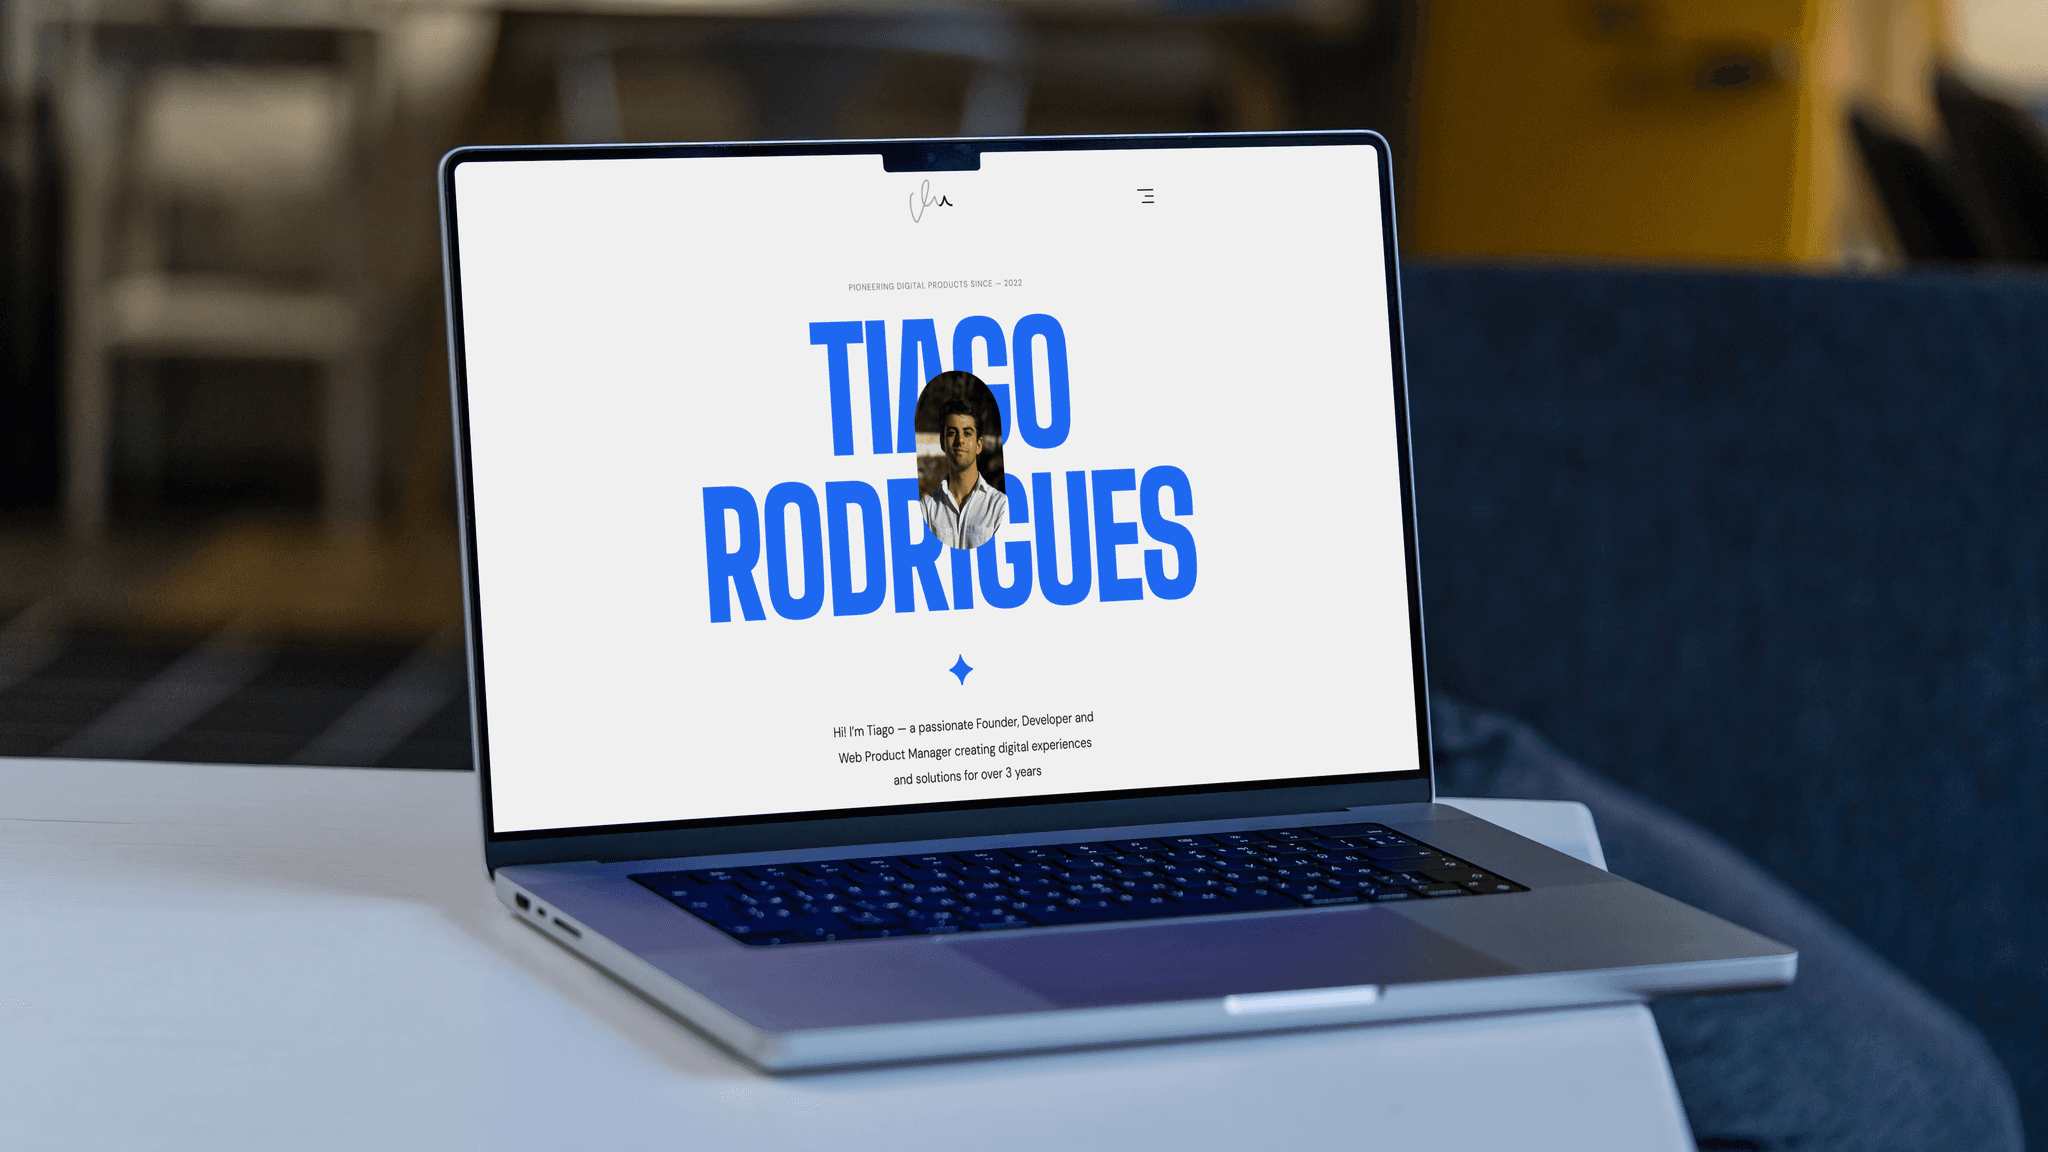 PIONEERING DIGITAL PRODUCTS SINCE — 2022
TIAGO
RODRIGUES
Hi! I'm Tiago — a passionate Founder, Developer and
Web Product Manager creating digital experiences
and solutions for over 3 years